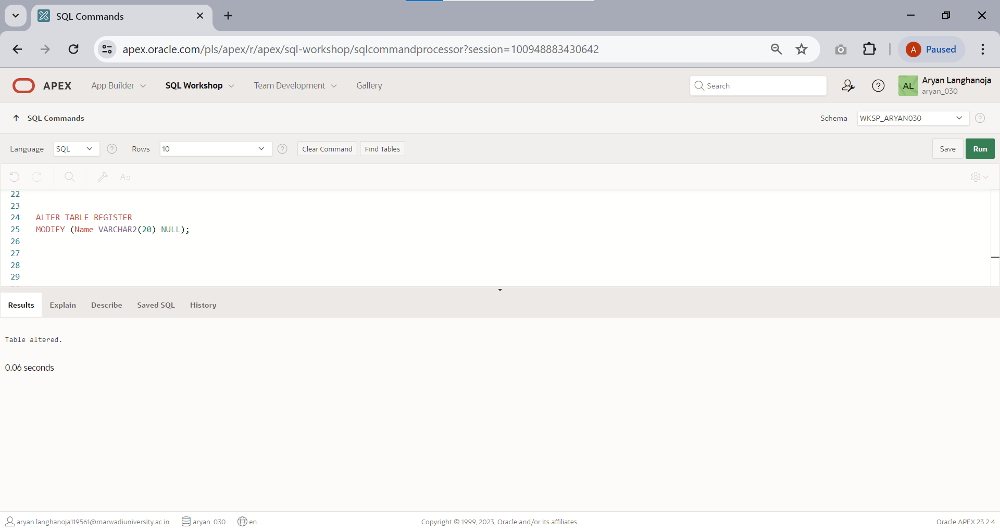 SQL Commands
apex.oracle.com/pls/apex/r/apex/sql-workshop/sqlcommandprocessor?session=100948883430642
A Paused
APEX App Builder SQL Workshop Team Development Gallery Search AL Aryan Langhanoja
aryan_030
SQL Commands Schema WKSP_ARYAN030
Language SQL Rows 10 Clear Command Find Tables Save Run
22
23
24 ALTER TABLE REGISTER
25 MODIFY (Name VARCHAR2(20) NULL);
26
27
28
29
Results Explain Describe Saved SQL History
Table altered.
0.06 seconds
aryan.langhanoja119561@marwadiuniversity.ac.in aryan_030 en Copyright © 1999, 2023, Oracle and/or its affiliates. Oracle APEX 23.2.4